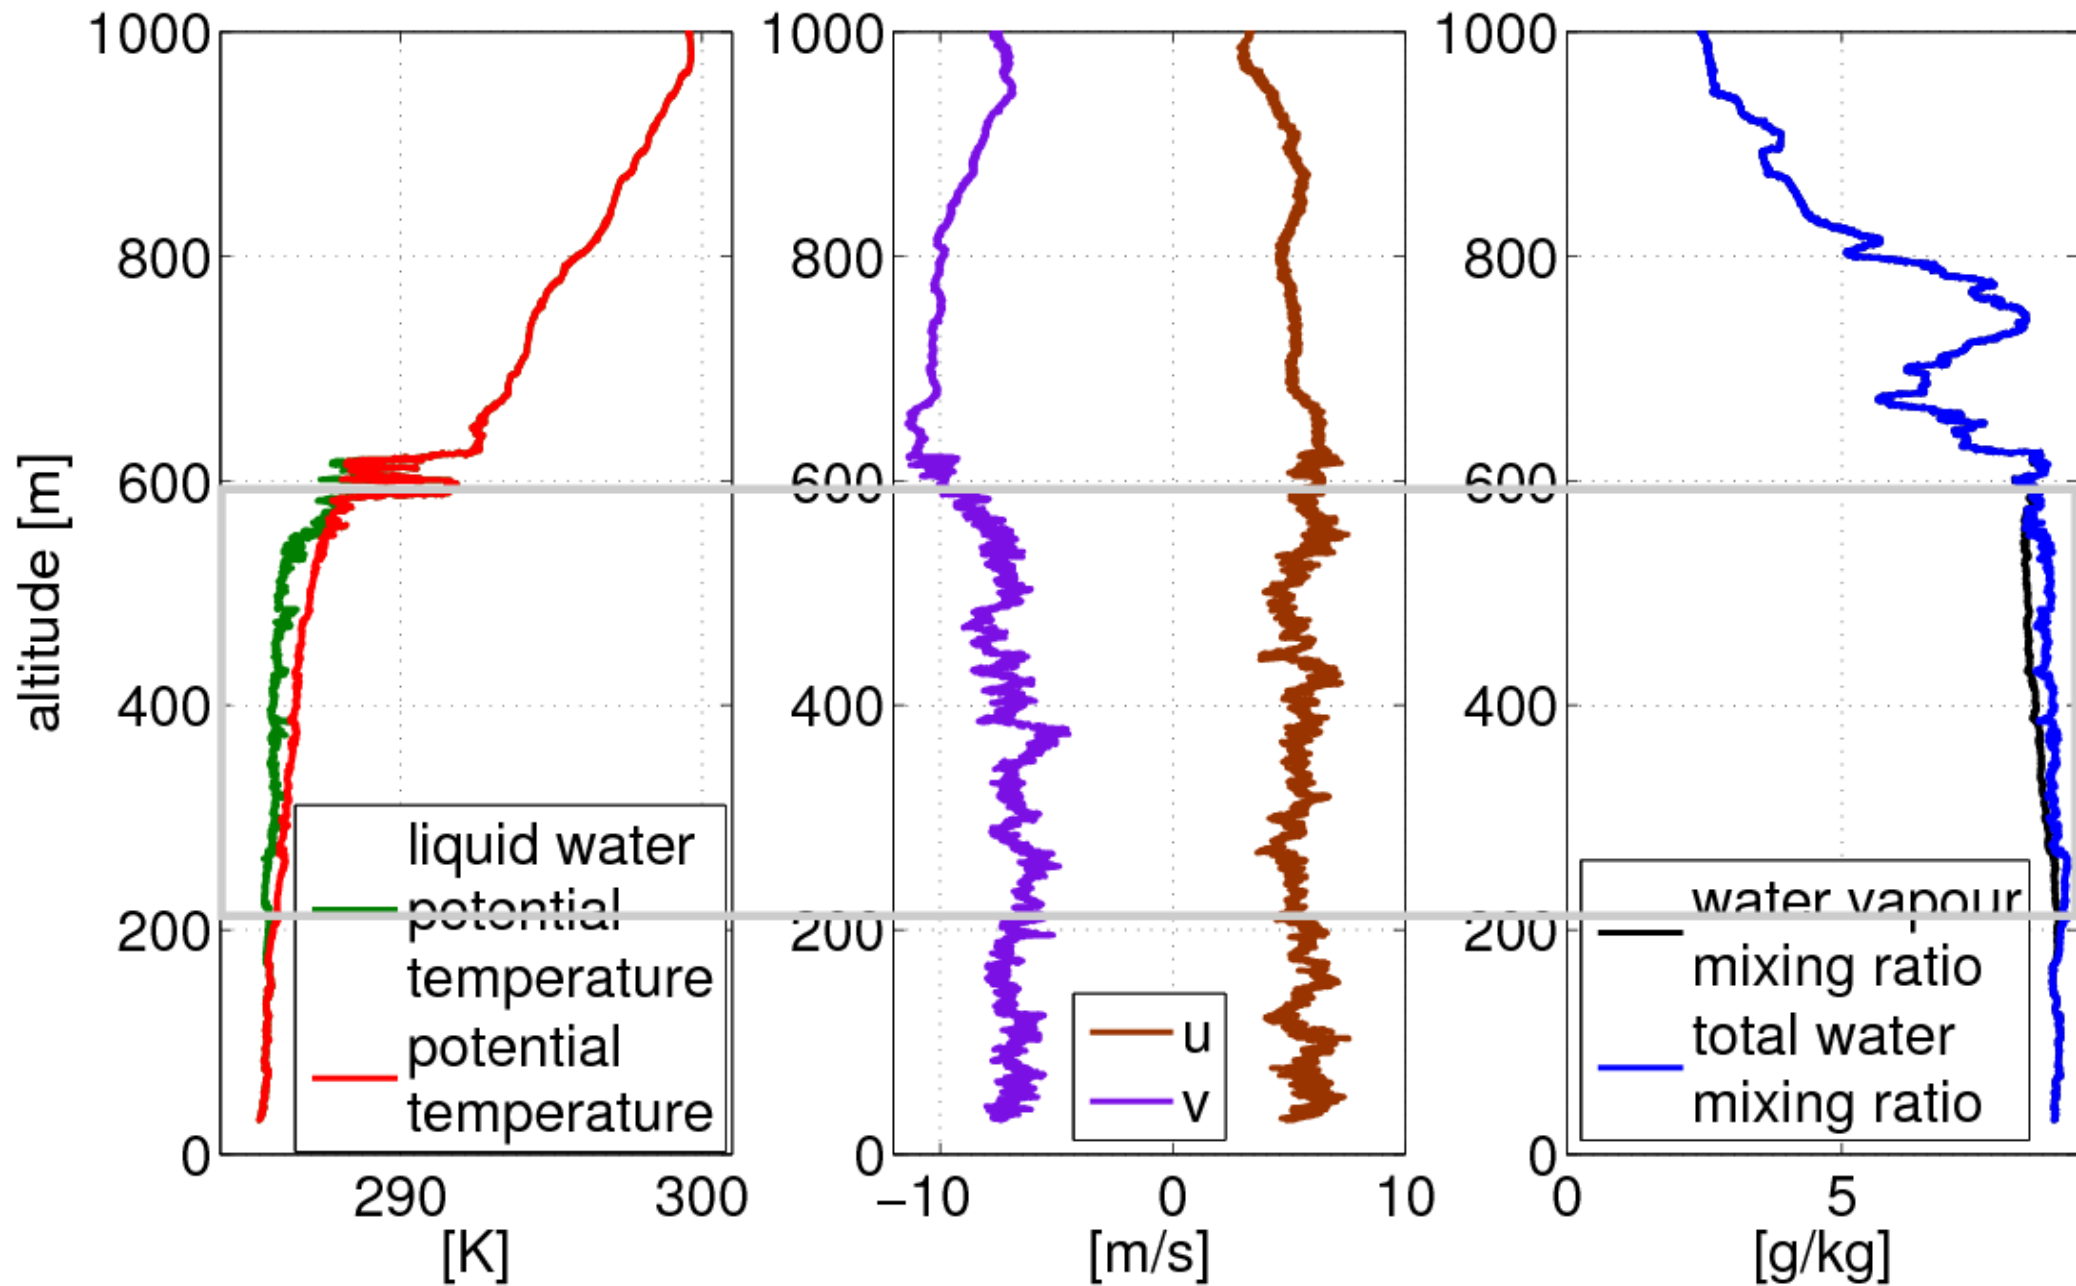 1000
800
600
400
200
0
altitude [m]
290
300
[K]
liquid water
potential
temperature
potential
temperature
1000
800
600
400
200
0
−10
0
10
[m/s]
u
v
1000
800
600
400
200
0
0
5
[g/kg]
water vapour
mixing ratio
total water
mixing ratio